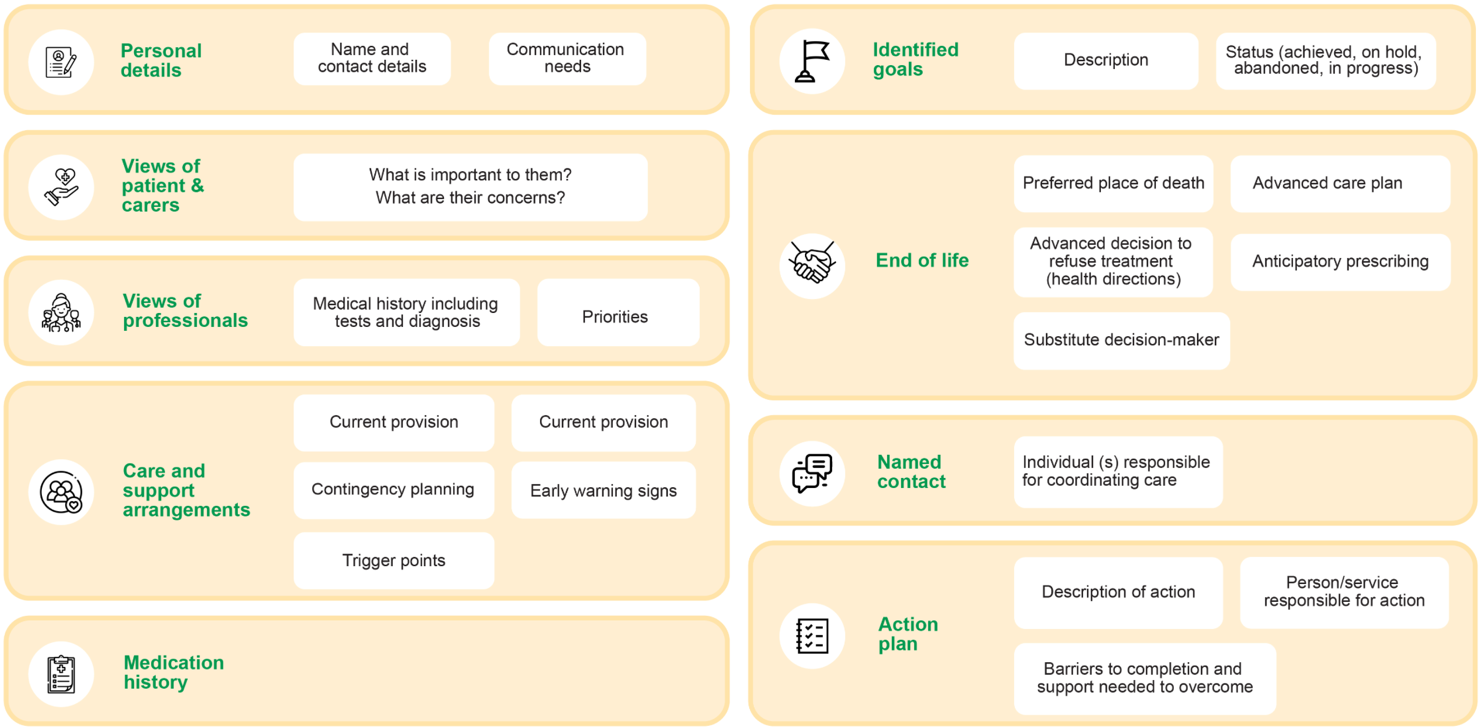 Personal
details
Name and
contact details
Communication
needs
Views of
patient &
carers
What is important to them?
What are their concerns?
Views of
professionals
Medical history including
tests and diagnosis
Priorities
Care and
support
arrangements
Current provision
Current provision
Contingency planning
Early warning signs
Trigger points
Medication
history
Identified
goals
Description
Status (achieved, on hold,
abandoned, in progress)
End of life
Preferred place of death
Advanced care plan
Advanced decision to
refuse treatment
(health directions)
Anticipatory prescribing
Substitute decision-maker
Named
contact
Individual (s) responsible
for coordinating care
Action
plan
Description of action
Person/service
responsible for action
Barriers to completion and
support needed to overcome